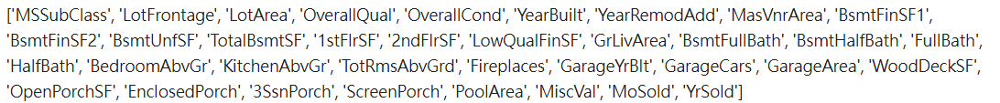 ['MSSubClass', 'LotFrontage', 'LotArea', 'OverallQual', 'OverallCond', 'YearBuilt', 'YearRemodAdd', 'MasVnrArea', 'BsmtFinSF1',
'BsmtFinSF2', 'BsmtUnfSF', 'TotalBsmtSF', '1stFlrSF', '2ndFlrSF', 'LowQualFinSF', 'GrLivArea', 'BsmtFullBath', 'BsmtHalfBath', 'FullBath',
'HalfBath', 'BedroomAbvGr', 'KitchenAbvGr', 'TotRmsAbvGrd', 'Fireplaces', 'GarageYrBlt', 'GarageCars', 'GarageArea', 'WoodDeckSF',
'OpenPorchSF', 'EnclosedPorch', '3SsnPorch', 'ScreenPorch', 'PoolArea', 'MiscVal', 'MoSold', 'YrSold']